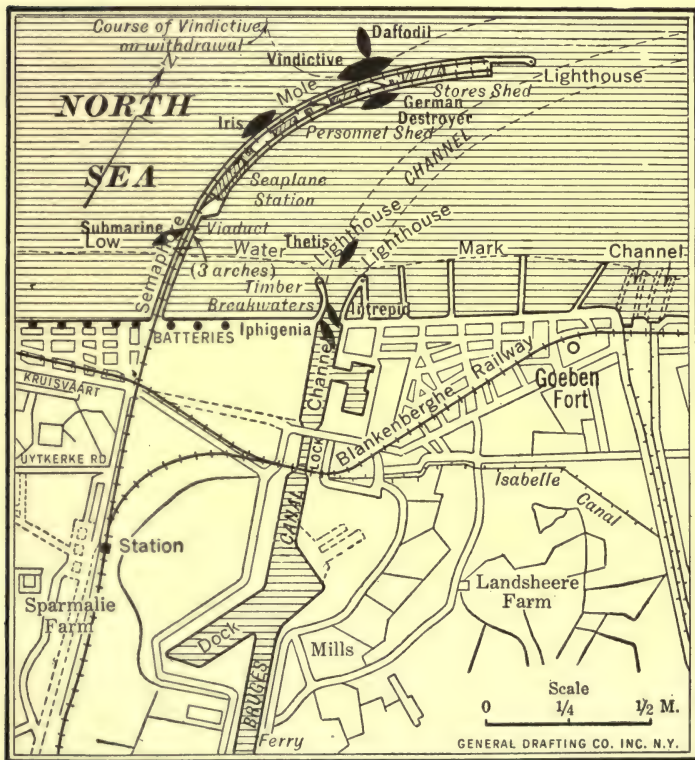 Course of Vindictive
on withdrawal
Daffodil
Vindictive
N
NORTH
SEA
Mole
Lighthouse
Stores Shed
German
Destroyer
Iris
Personnel Shed
CHANNEL
Seaplane
Station
Submarine
Viaduct
(3 arches)
Thetis
Lighthouse
Lighthouse
Low Water Mark
Channel
Semaphore
Timber
Breakwaters
Intrepid
BATTERIES
Iphigenia
Channel
KRUISVAART
Blankenberghe Railway
Goeben
Fort
UYTKERKE RD
LOCK
Isabelle
Canal
CANAL
Station
Sparmalie
Farm
Landsheere
Farm
Dock
Mills
BRUGES
Ferry
Scale
0 1/4 1/2 M.
GENERAL DRAFTING CO. INC. N.Y.